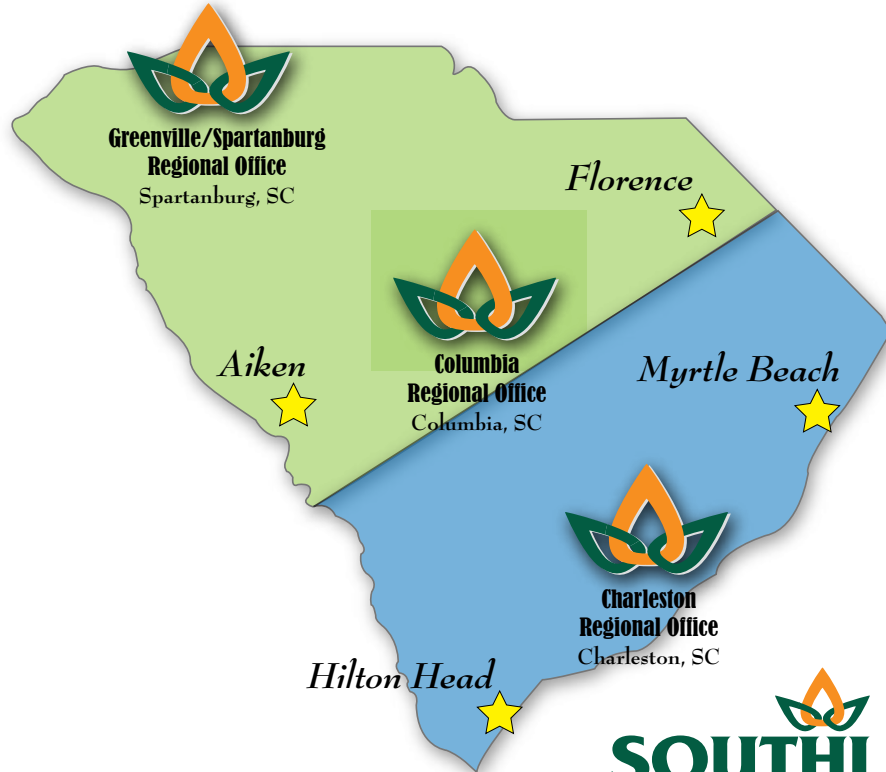 Greenville/Spartanburg
Regional Office
Spartanburg, SC
Florence
Columbia
Regional Office
Columbia, SC
Aiken
Myrtle Beach
Charleston
Regional Office
Charleston, SC
Hilton Head